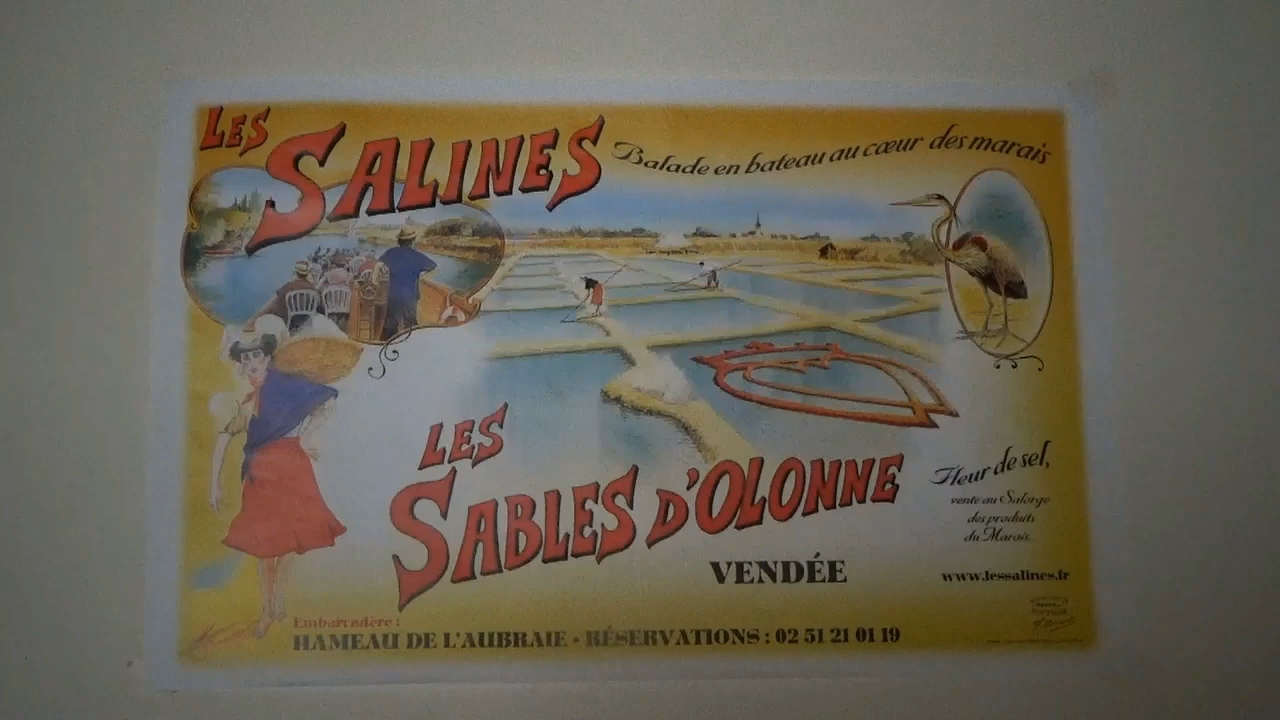 LES
SALINES
Balade en bateau au cœur des marais
LES
SABLES D'OLONNE
VENDÉE
Fleur de sel,
vente au Salorge
des produits
du Marais.
www.lessalines.fr
Embarcadère :
HAMEAU DE L'AUBRAIE - RÉSERVATIONS : 02 51 21 01 19